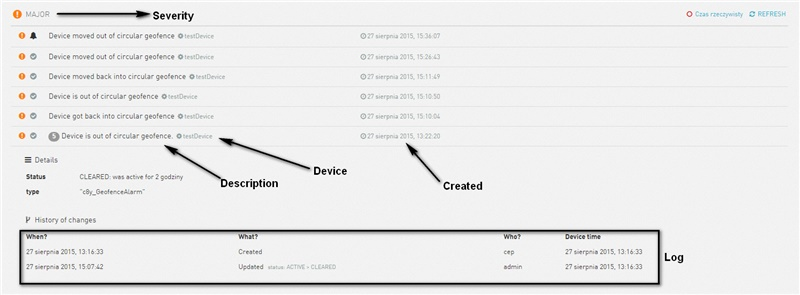 MAJOR Severity Czas rzeczywisty REFRESH
Device moved out of circular geofence testDevice 27 sierpnia 2015, 15:36:07
Device moved out of circular geofence testDevice 27 sierpnia 2015, 15:26:43
Device moved back into circular geofence testDevice 27 sierpnia 2015, 15:11:49
Device is out of circular geofence testDevice 27 sierpnia 2015, 15:10:50
Device got back into circular geofence testDevice 27 sierpnia 2015, 15:10:04
5 Device is out of circular geofence. testDevice 27 sierpnia 2015, 13:22:20
Details
Device
Status CLEARED: was active for 2 godziny
Description
Created
type "c8y_GeofenceAlarm"
History of changes
When? What? Who? Device time
27 sierpnia 2015, 13:16:33 Created cep 27 sierpnia 2015, 13:16:33
Log
27 sierpnia 2015, 15:07:42 Updated status: ACTIVE > CLEARED admin 27 sierpnia 2015, 13:16:33